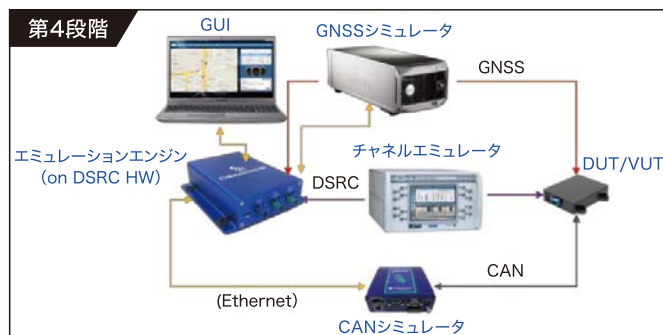 第4段階
GUI
GNSSシミュレータ
GNSS
エミュレーションエンジン
(on DSRC HW)
チャネルエミュレータ
DSRC
DUT/VUT
CAN
(Ethernet)
CANシミュレータ